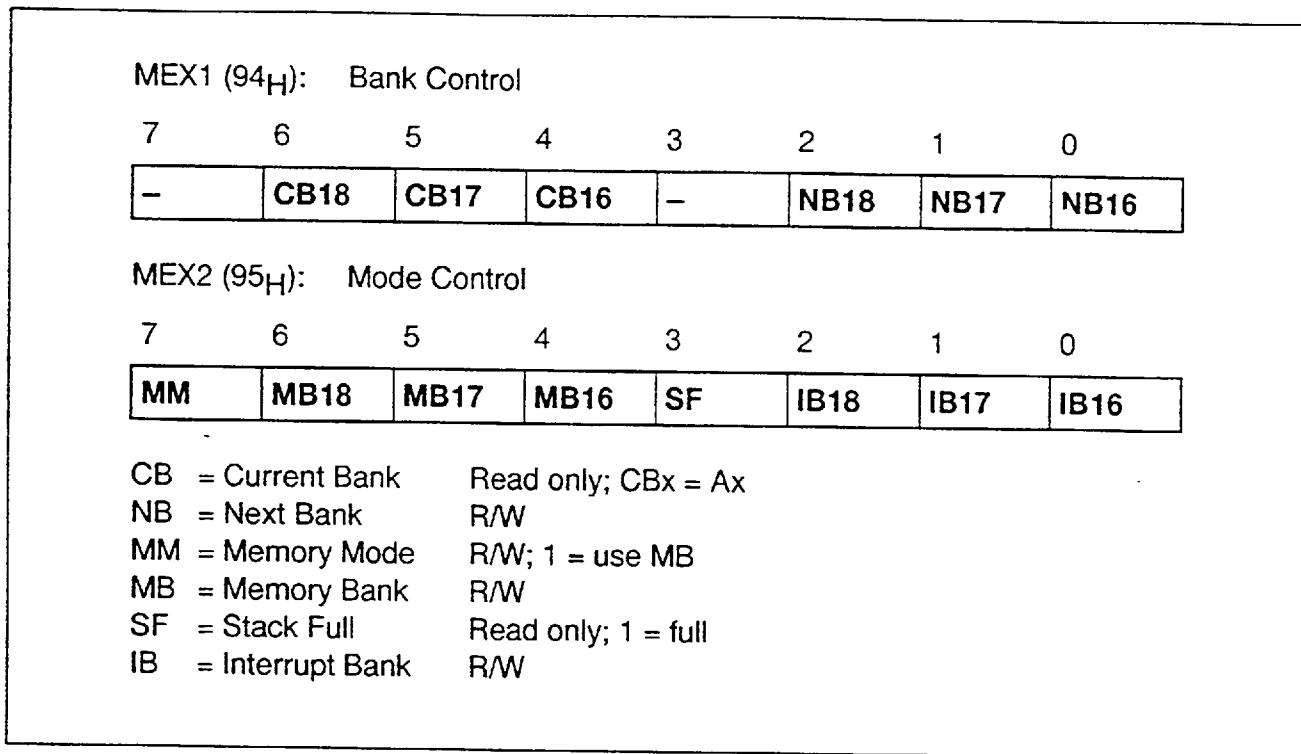 MEX1 (94H): Bank Control
7 6 5 4 3 2 1 0
– CB18 CB17 CB16 – NB18 NB17 NB16
MEX2 (95H): Mode Control
7 6 5 4 3 2 1 0
MM MB18 MB17 MB16 SF IB18 IB17 IB16
CB = Current Bank Read only; CBx = Ax
NB = Next Bank R/W
MM = Memory Mode R/W; 1 = use MB
MB = Memory Bank R/W
SF = Stack Full Read only; 1 = full
IB = Interrupt Bank R/W